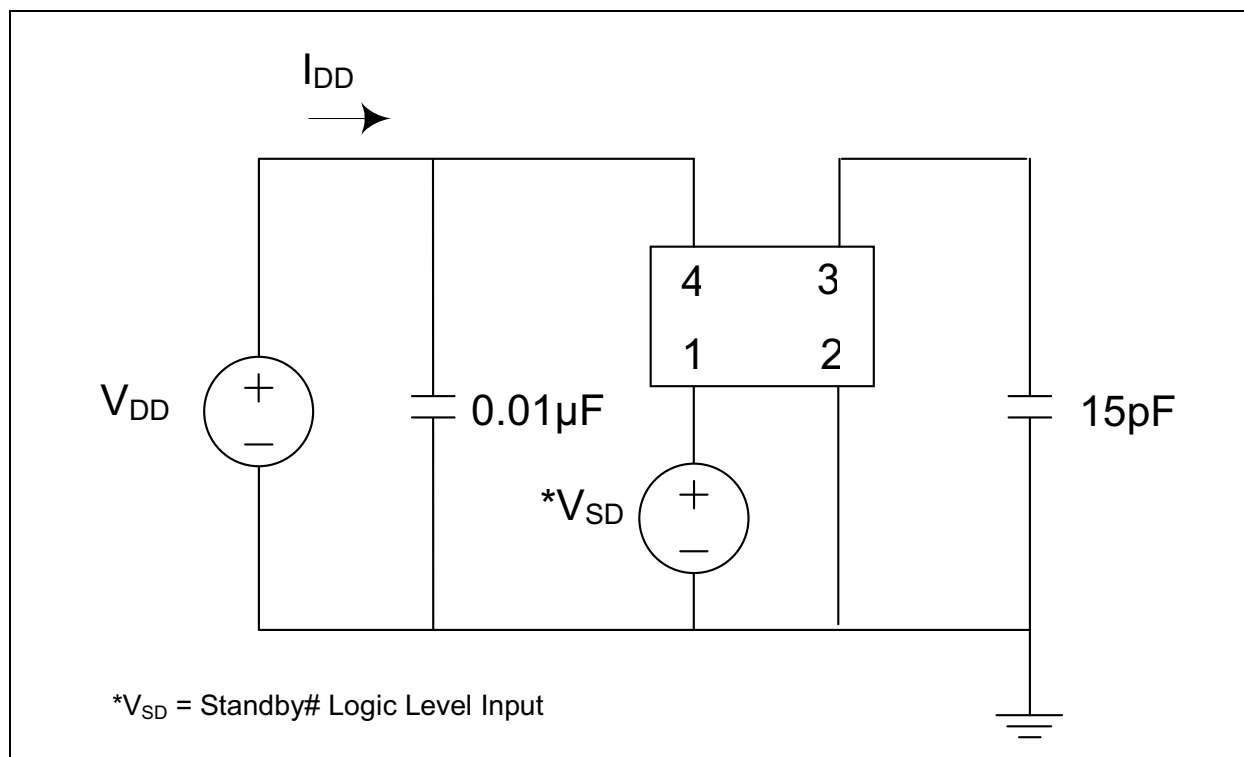 IDD
4 3
1 2
VDD
+
−
0.01µF
15pF
*VSD
+
−
*VSD = Standby# Logic Level Input